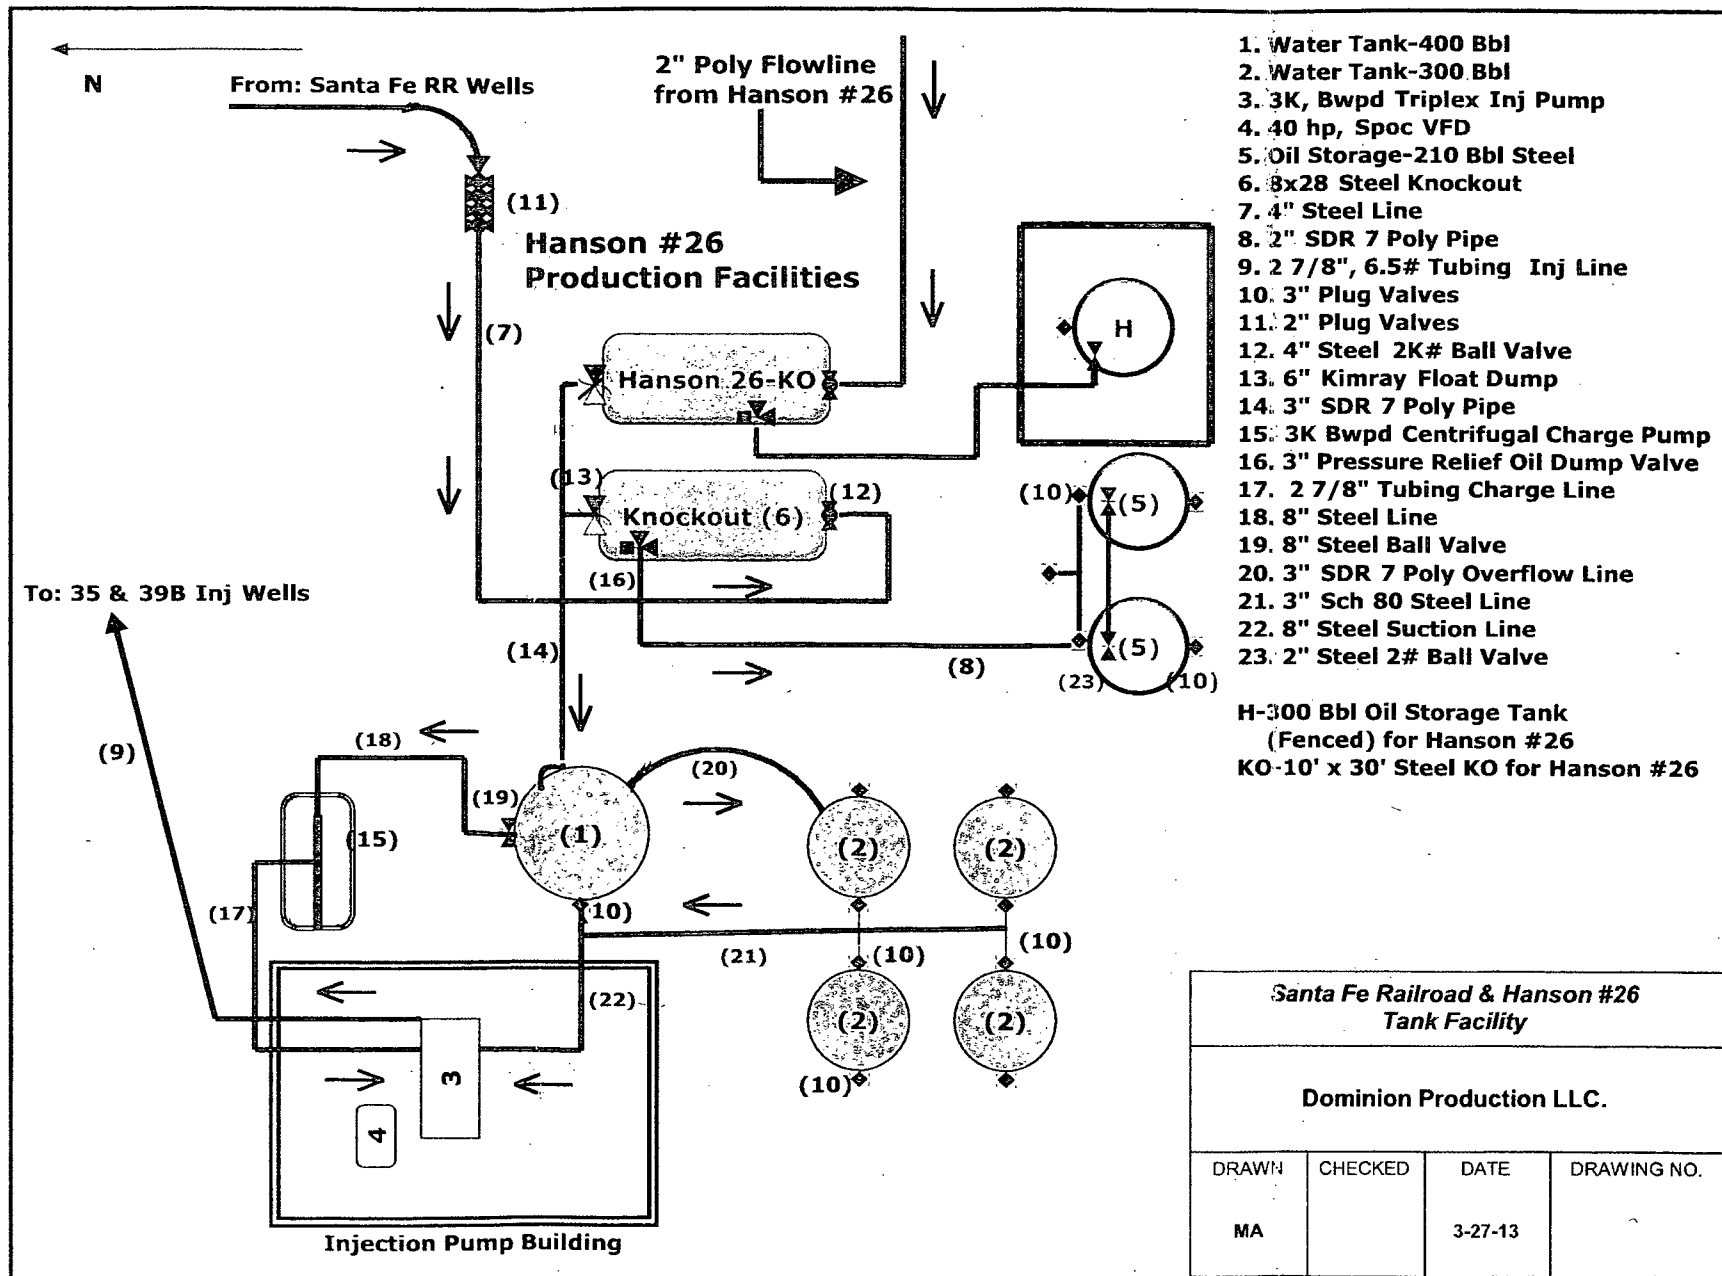 N
From: Santa Fe RR Wells
2" Poly Flowline
from Hanson #26
(11)
Hanson #26
Production Facilities
(7)
Hanson 26-KO
H
(13)
(12)
Knockout (6)
(10)
(5)
(16)
To: 35 & 39B Inj Wells
(14)
(8)
(5)
(23)
(10)
(9)
(18)
(20)
(19)
(15)
(1)
(2)
(2)
(17)
(10)
(21)
(10)
(10)
(22)
(2)
(2)
3
(10)
4
Injection Pump Building
1. Water Tank-400 Bbl
2. Water Tank-300 Bbl
3. 3K, Bwpd Triplex Inj Pump
4. 40 hp, Spoc VFD
5. Oil Storage-210 Bbl Steel
6. 8x28 Steel Knockout
7. 4" Steel Line
8. 2" SDR 7 Poly Pipe
9. 2 7/8", 6.5# Tubing Inj Line
10. 3" Plug Valves
11. 2" Plug Valves
12. 4" Steel 2K# Ball Valve
13. 6" Kimray Float Dump
14. 3" SDR 7 Poly Pipe
15. 3K Bwpd Centrifugal Charge Pump
16. 3" Pressure Relief Oil Dump Valve
17. 2 7/8" Tubing Charge Line
18. 8" Steel Line
19. 8" Steel Ball Valve
20. 3" SDR 7 Poly Overflow Line
21. 3" Sch 80 Steel Line
22. 8" Steel Suction Line
23. 2" Steel 2# Ball Valve
H-300 Bbl Oil Storage Tank
(Fenced) for Hanson #26
KO-10' x 30' Steel KO for Hanson #26
Santa Fe Railroad & Hanson #26
Tank Facility
Dominion Production LLC.
DRAWN CHECKED DATE DRAWING NO.
MA 3-27-13